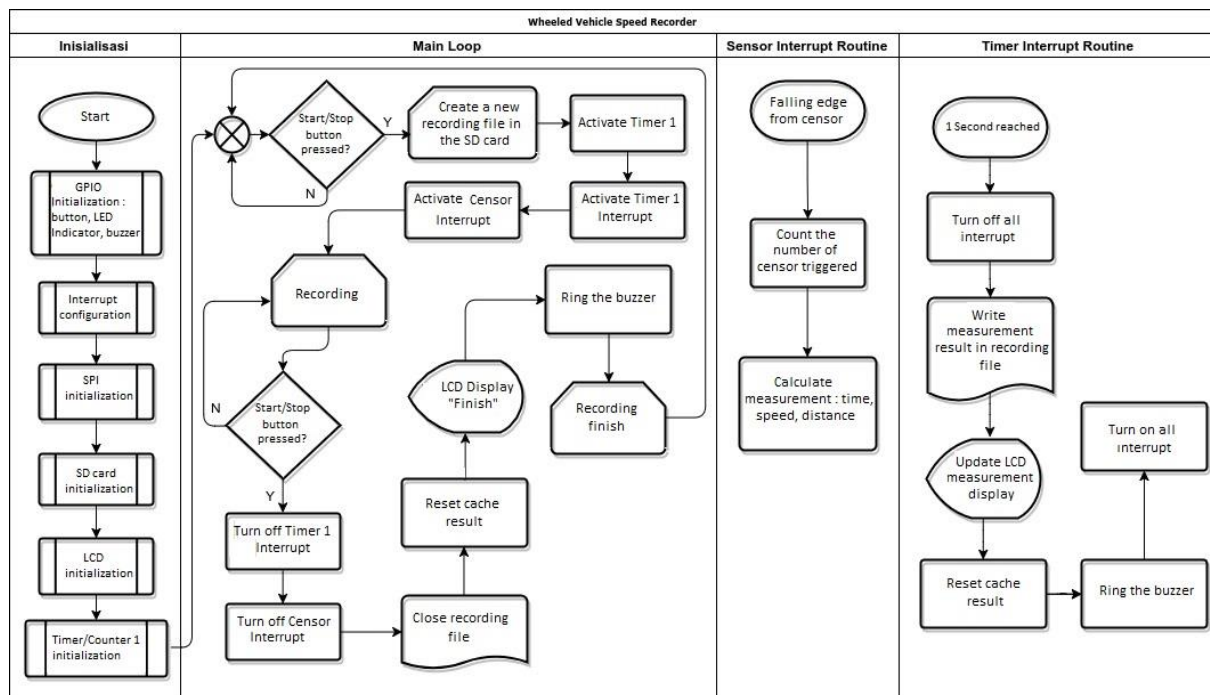 Wheeled Vehicle Speed Recorder
Inisialisasi
Main Loop
Sensor Interrupt Routine
Timer Interrupt Routine
Start
GPIO
Initialization :
button, LED
Indicator, buzzer
Interrupt
configuration
SPI
initialization
SD card
initialization
LCD
initialization
Timer/Counter 1
initialization
Start/Stop
button
pressed?
Y
N
Create a new
recording file in
the SD card
Activate Timer 1
Activate Timer 1
Interrupt
Activate Censor
Interrupt
Recording
Start/Stop
button
pressed?
N
Y
Turn off Timer 1
Interrupt
Turn off Censor
Interrupt
Close recording
file
Reset cache
result
LCD Display
"Finish"
Ring the buzzer
Recording
finish
Falling edge
from censor
Count the
number of
censor triggered
Calculate
measurement : time,
speed, distance
1 Second reached
Turn off all
interrupt
Write
measurement
result in recording
file
Update LCD
measurement
display
Reset cache
result
Ring the buzzer
Turn on all
interrupt